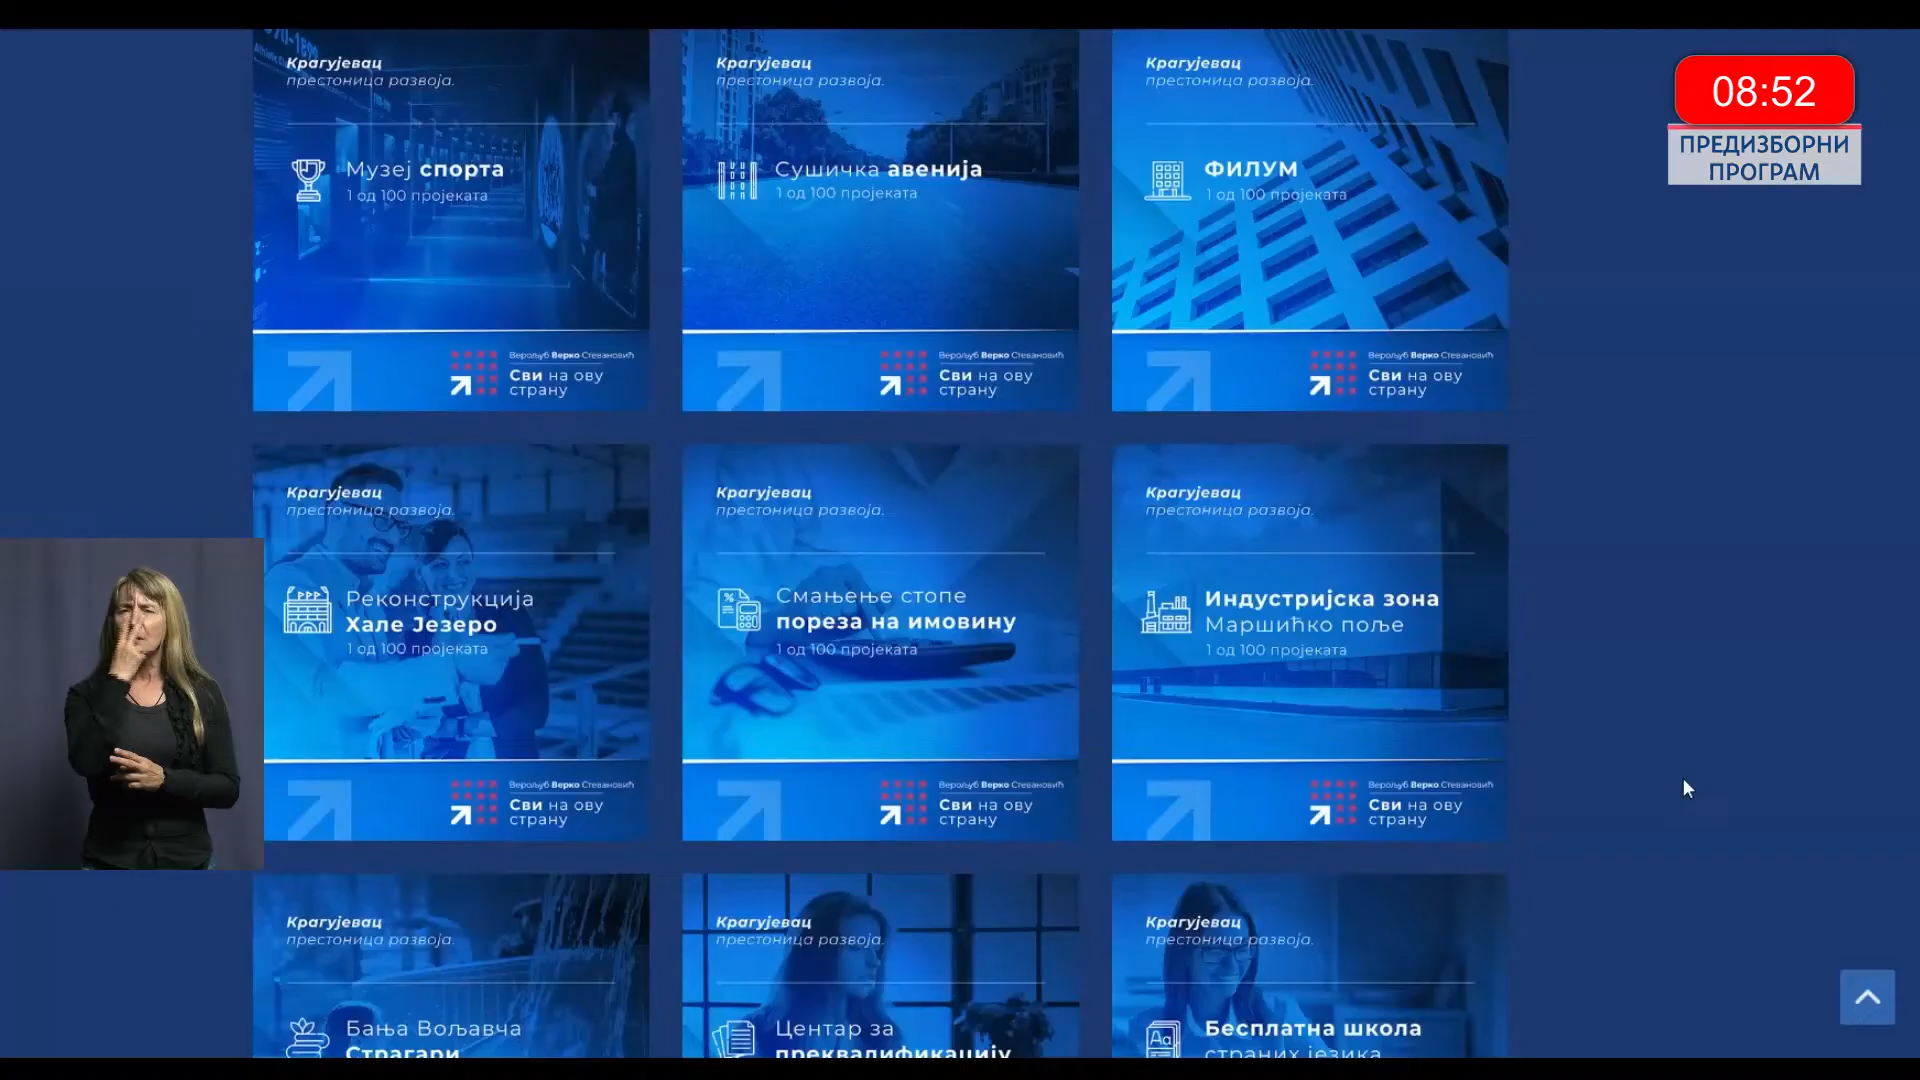 08:52
ПРЕДИЗБОРНИ
ПРОГРАМ
Крагујевац
престоница развоја.
Музеј спорта
1 од 100 пројеката
Верољуб Верко Стевановић
Сви на ову
страну
Крагујевац
престоница развоја.
Сушичка авенија
1 од 100 пројеката
Верољуб Верко Стевановић
Сви на ову
страну
Крагујевац
престоница развоја.
ФИЛУМ
1 од 100 пројеката
Верољуб Верко Стевановић
Сви на ову
страну
Крагујевац
престоница развоја.
Реконструкција
Хале Језеро
1 од 100 пројеката
Верољуб Верко Стевановић
Сви на ову
страну
Крагујевац
престоница развоја.
Смањење стопе
пореза на имовину
1 од 100 пројеката
Верољуб Верко Стевановић
Сви на ову
страну
Крагујевац
престоница развоја.
Индустријска зона
Маршићко поље
1 од 100 пројеката
Верољуб Верко Стевановић
Сви на ову
страну
Крагујевац
престоница развоја.
Бања Вољавча
Страгари
Крагујевац
престоница развоја.
Центар за
преквалификацију
Крагујевац
престоница развоја.
Aa
Бесплатна школа
страних језика